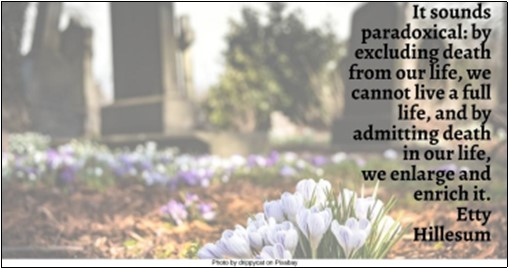 It sounds
paradoxical: by
excluding death
from our life, we
cannot live a full
life, and by
admitting death
in our life,
we enlarge and
enrich it.
Etty
Hillesum
Photo by deppycat on Pixabay